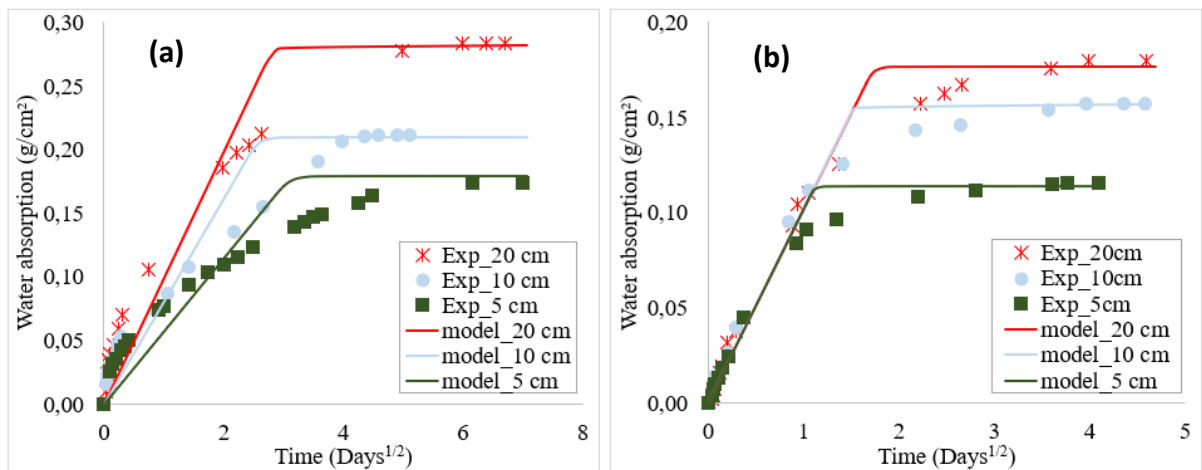 (a)
Water absorption (g/cm²)
0,30
0,25
0,20
0,15
0,10
0,05
0,00
0 2 4 6 8
Time (Days^1/2)
Exp_20 cm
Exp_10 cm
Exp_5 cm
model_20 cm
model_10 cm
model_5 cm
(b)
Water absorption (g/cm²)
0,20
0,15
0,10
0,05
0,00
0 1 2 3 4 5
Time (Days^1/2)
Exp_20cm
Exp_10cm
Exp_5cm
model_20 cm
model_10 cm
model_5 cm